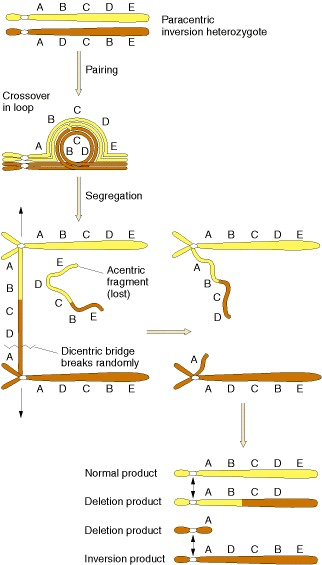 A B C D E
Paracentric
inversion heterozygote
A D C B E
Pairing
Crossover
in loop
C
B D
A E
C
B D
Segregation
A B C D E
A B C D E
A
B
C
D
A
E
D
C
B E
Acentric
fragment
(lost)
A
B
C
D
Dicentric bridge
breaks randomly
A
A D C B E
A D C B E
A B C D E
Normal product
A B C D
Deletion product
A
Deletion product
Inversion product
A D C B E